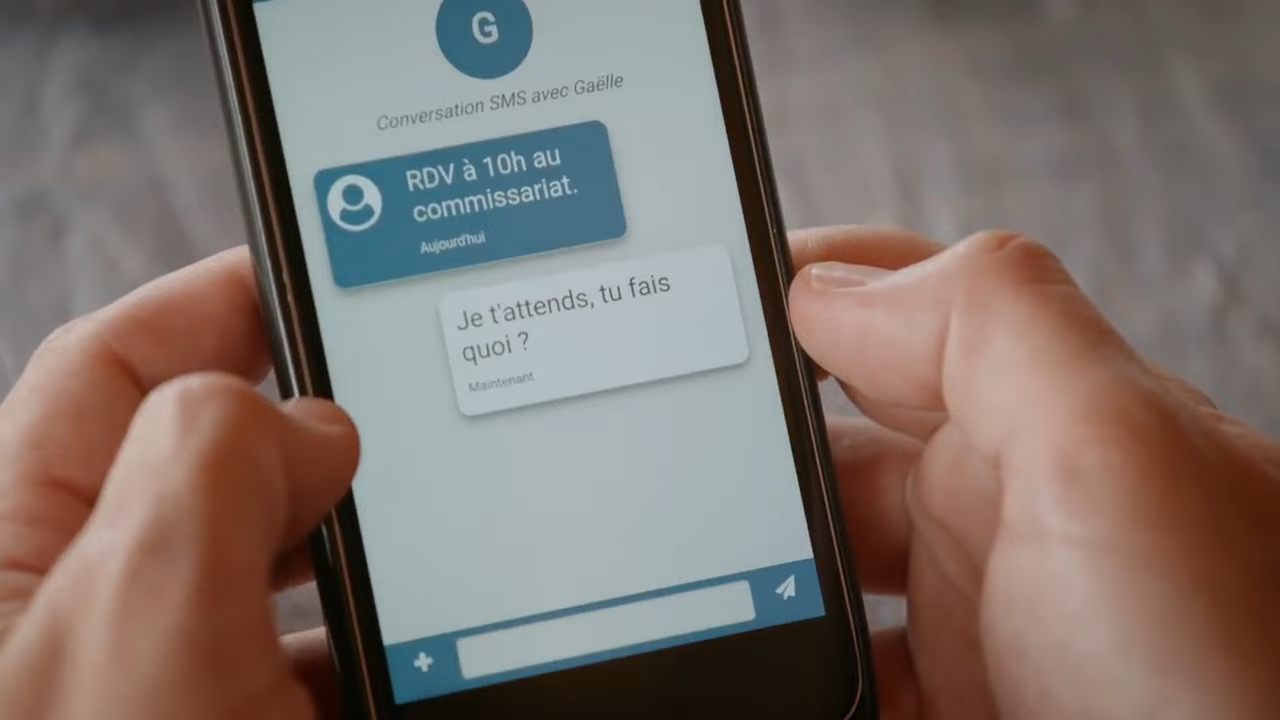 G
Conversation SMS avec Gaëlle
RDV à 10h au
commissariat.
Aujourd'hui
Je t'attends, tu fais
quoi ?
Maintenant